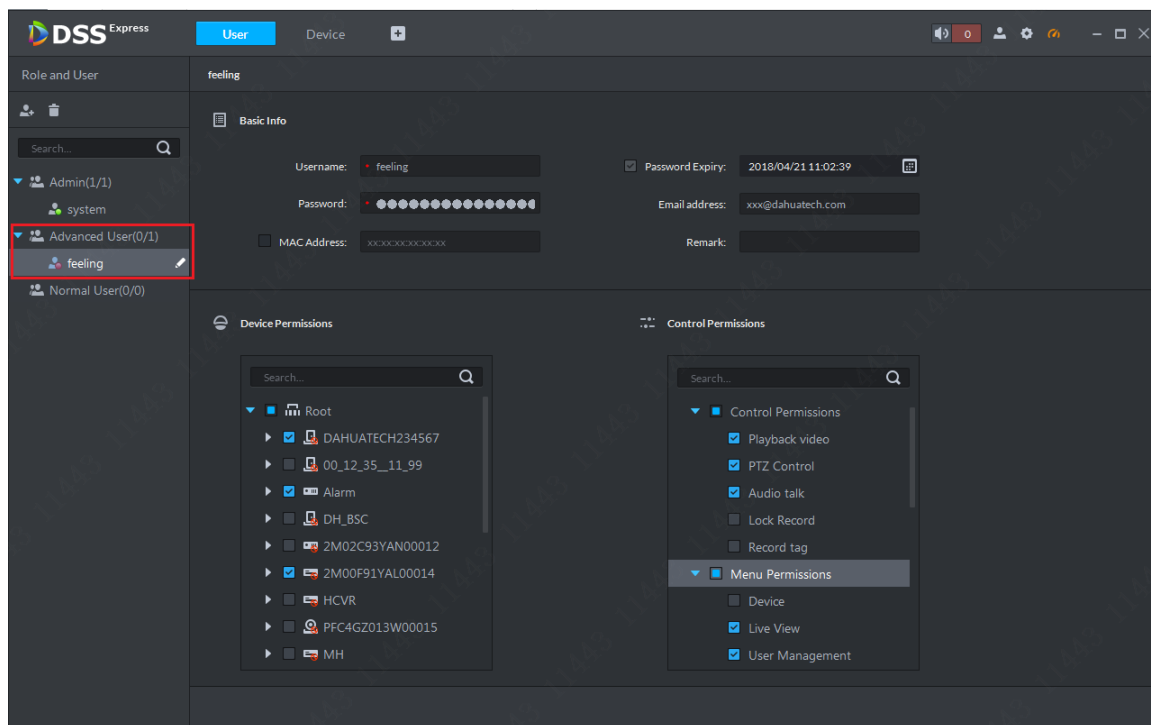 DSS Express
User
Device
0
Role and User
feeling
Search...
Admin(1/1)
system
Advanced User(0/1)
feeling
Normal User(0/0)
Basic Info
Username: * feeling
Password Expiry: 2018/04/21 11:02:39
Password: *
Email address: xxx@dahuatech.com
MAC Address: xx:xx:xx:xx:xx:xx
Remark:
Device Permissions
Search...
Root
DAHUATECH234567
00_12_35__11_99
Alarm
DH_BSC
2M02C93YAN00012
2M00F91YAL00014
HCVR
PFC4GZ013W00015
MH
Control Permissions
Search...
Control Permissions
Playback video
PTZ Control
Audio talk
Lock Record
Record tag
Menu Permissions
Device
Live View
User Management
11443